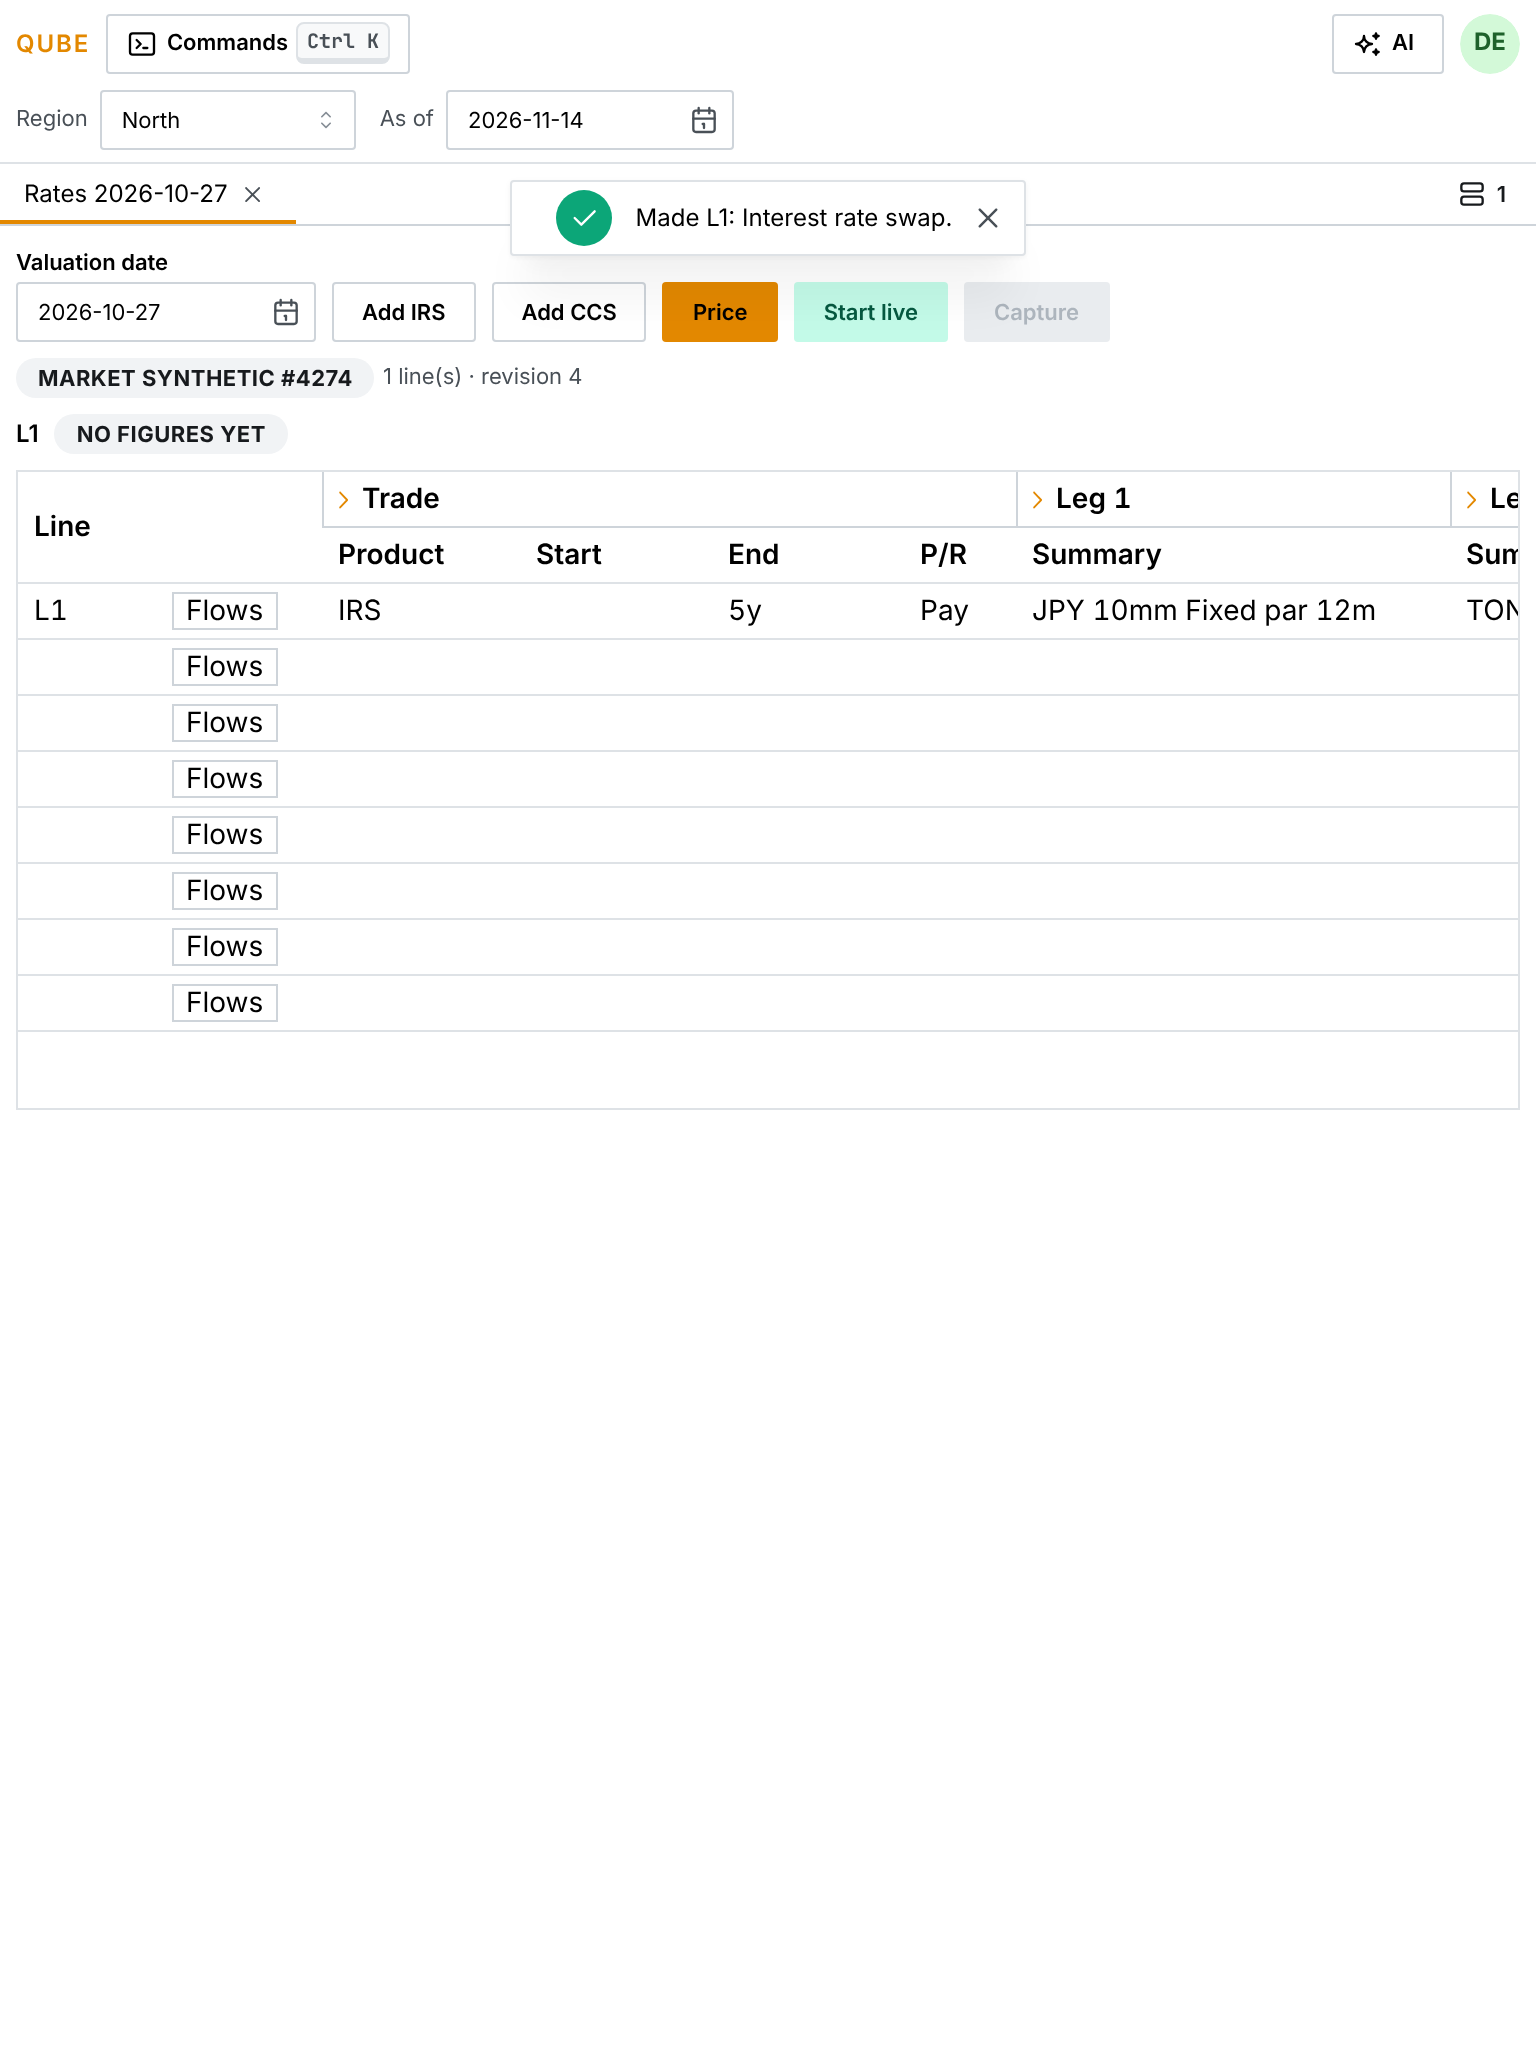 QUBE Commands Ctrl K AI DE
Region North As of 2026-11-14
Rates 2026-10-27 1
Made L1: Interest rate swap.
Valuation date
2026-10-27 Add IRS Add CCS Price Start live Capture
MARKET SYNTHETIC #4274 1 line(s) · revision 4
L1 NO FIGURES YET
Line Trade Leg 1 Le
Product Start End P/R Summary Sum
L1 Flows IRS 5y Pay JPY 10mm Fixed par 12m TON
Flows
Flows
Flows
Flows
Flows
Flows
Flows